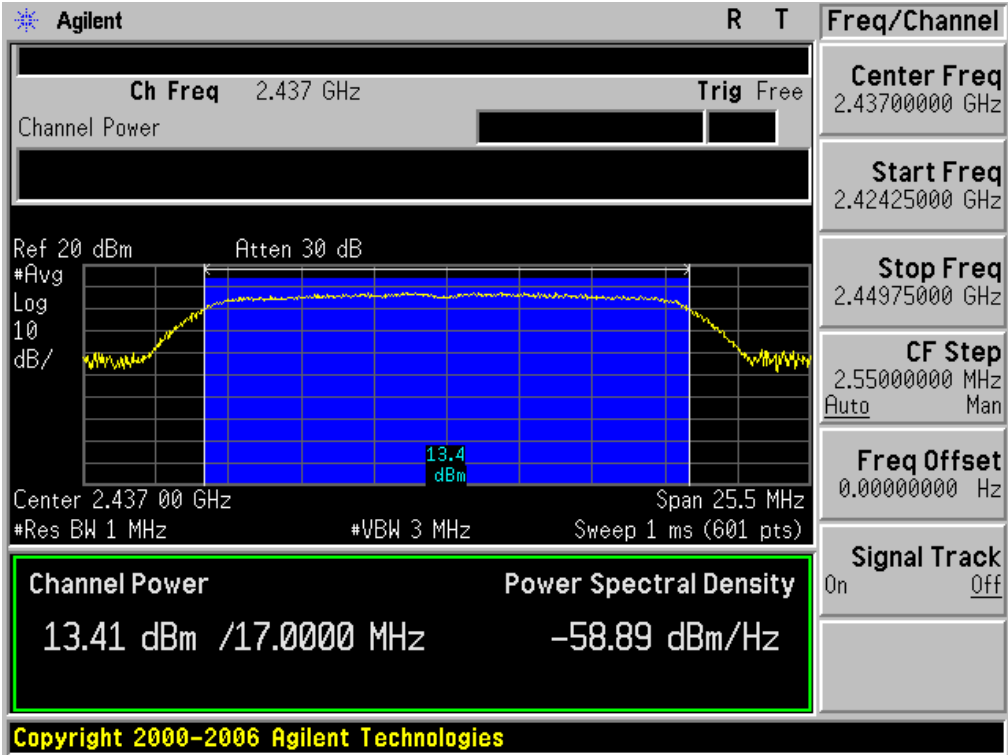 Agilent R T
Ch Freq 2.437 GHz Trig Free
Channel Power
Ref 20 dBm Atten 30 dB
#Avg
Log
10
dB/
13.4
dBm
Center 2.437 00 GHz Span 25.5 MHz
#Res BW 1 MHz #VBW 3 MHz Sweep 1 ms (601 pts)
Channel Power Power Spectral Density
13.41 dBm /17.0000 MHz -58.89 dBm/Hz
Copyright 2000-2006 Agilent Technologies
Freq/Channel
Center Freq
2.43700000 GHz
Start Freq
2.42425000 GHz
Stop Freq
2.44975000 GHz
CF Step
2.55000000 MHz
Auto Man
Freq Offset
0.00000000 Hz
Signal Track
On Off